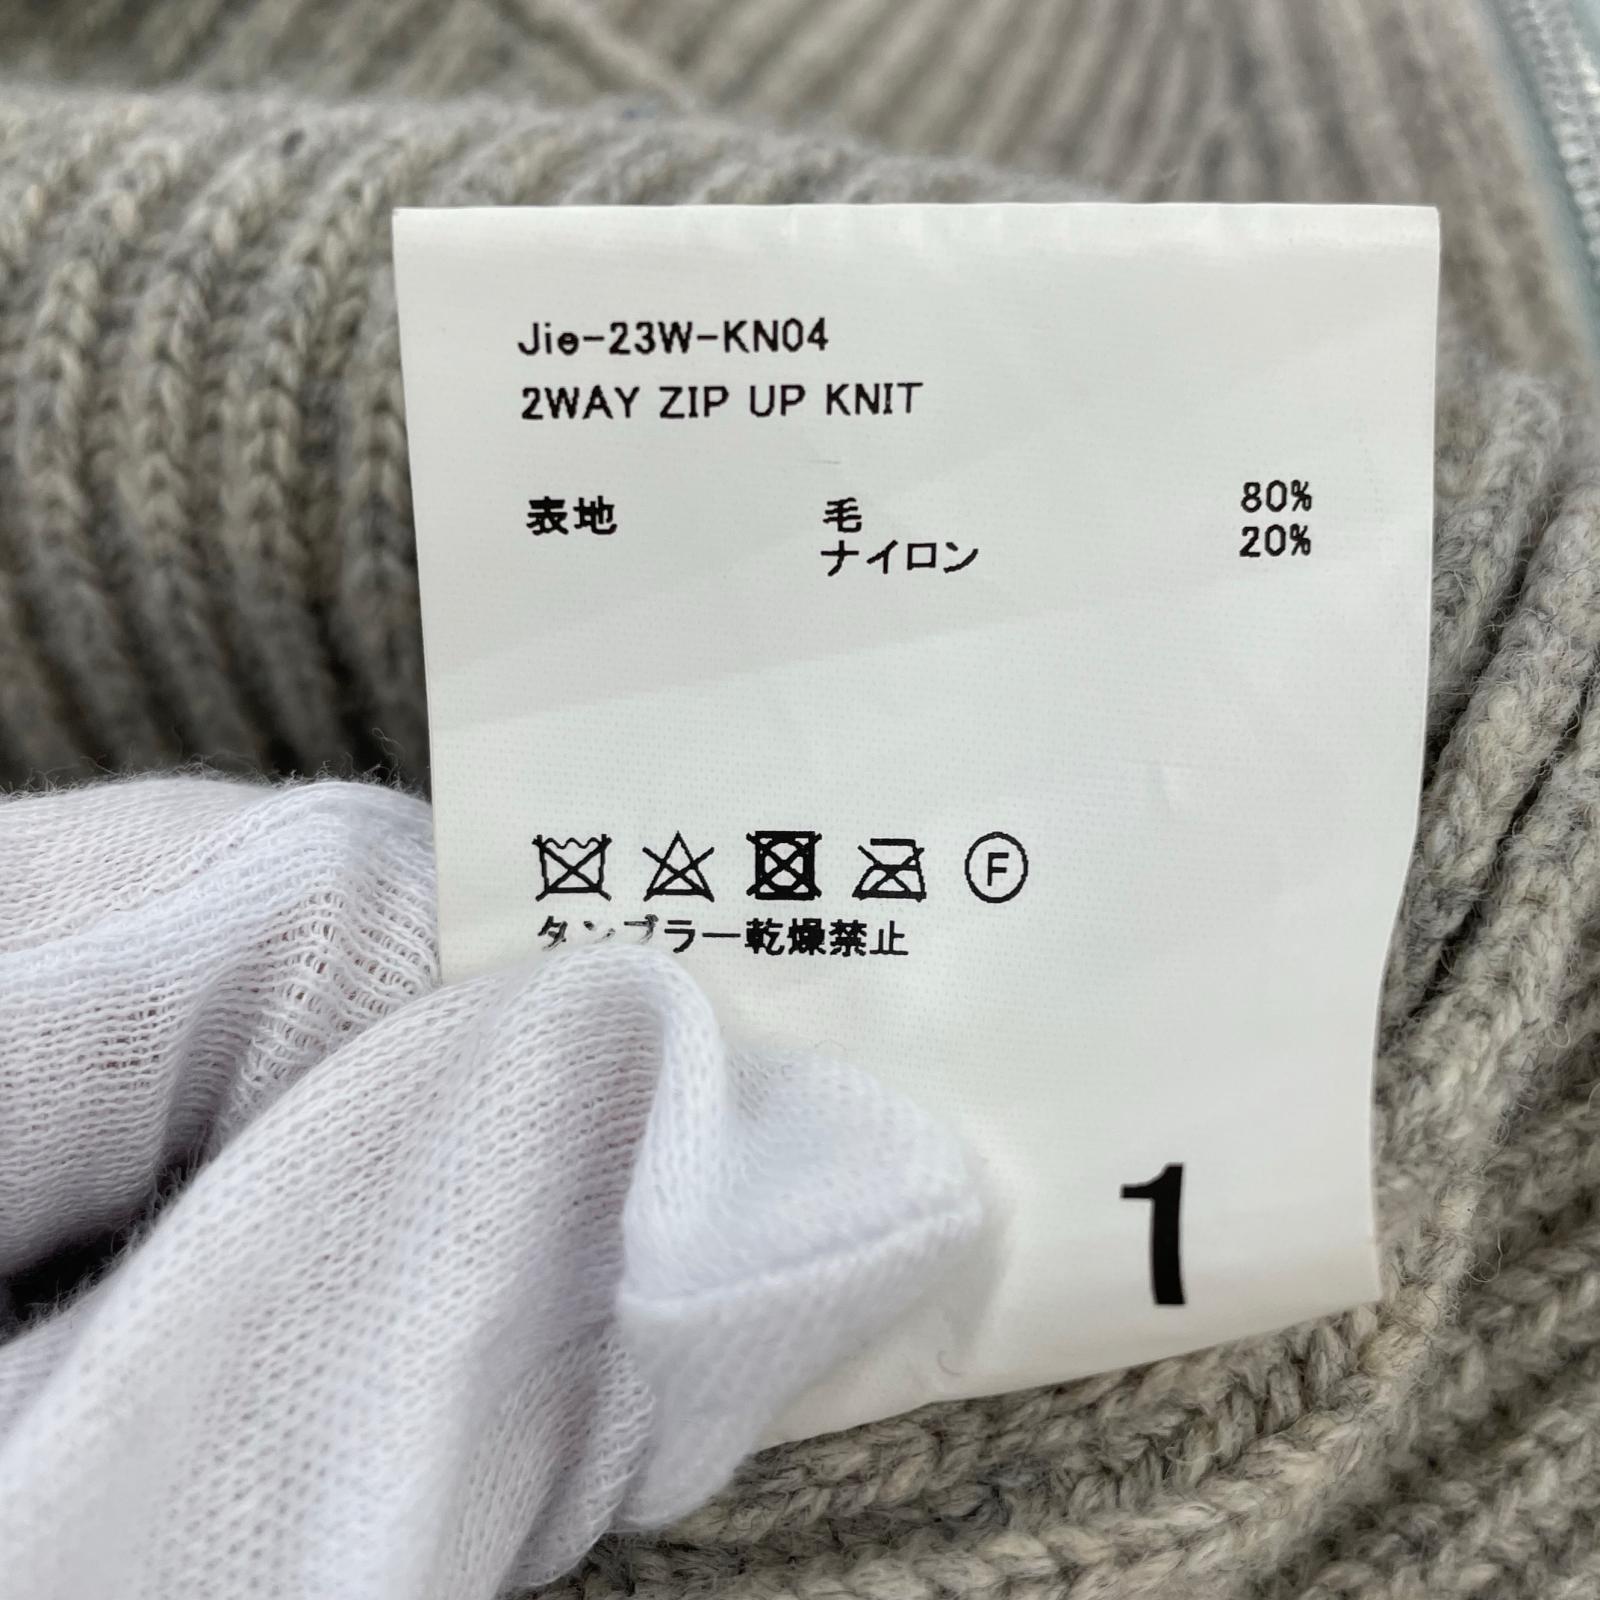 Jie-23W-KN04
2WAY ZIP UP KNIT
表地 毛 80%
ナイロン 20%
F
タンブラー乾燥禁止
1